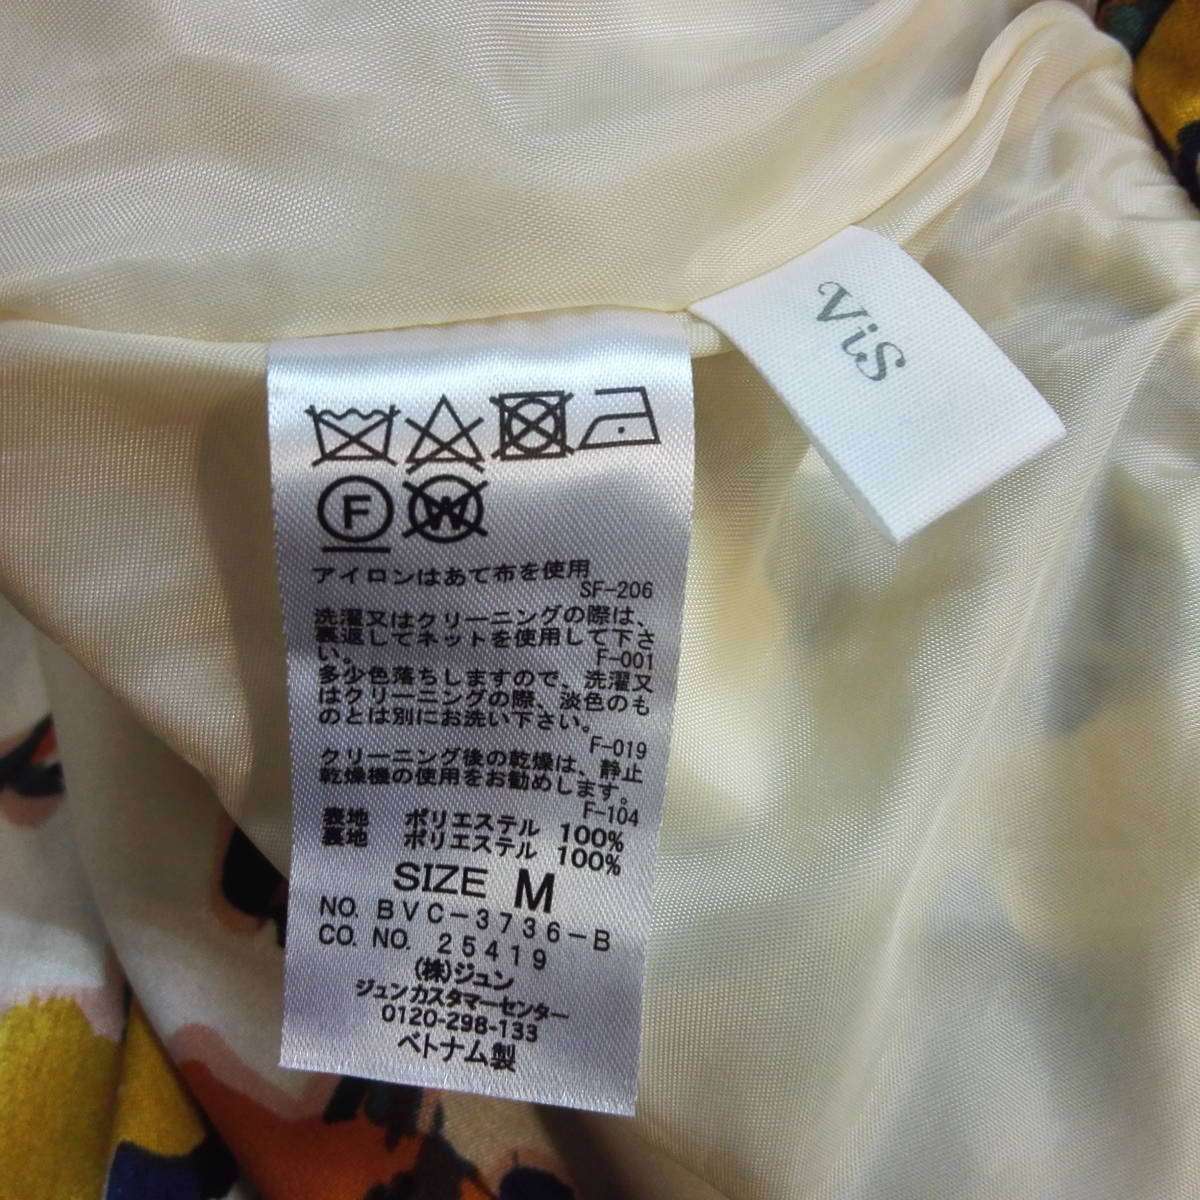 ViS
F W
アイロンはあて布を使用
SF-206
洗濯又はクリーニングの際は、
裏返してネットを使用して下さ
い。
F-001
多少色落ちしますので、洗濯又
はクリーニングの際、淡色のも
のとは別にお洗い下さい。
F-019
クリーニング後の乾燥は、静止
乾燥機の使用をお勧めします。
F-104
表地 ポリエステル 100%
裏地 ポリエステル 100%
SIZE M
NO. BVC-3736-B
CO. NO. 25419
(株)ジュン
ジュンカスタマーセンター
0120-298-133
ベトナム製